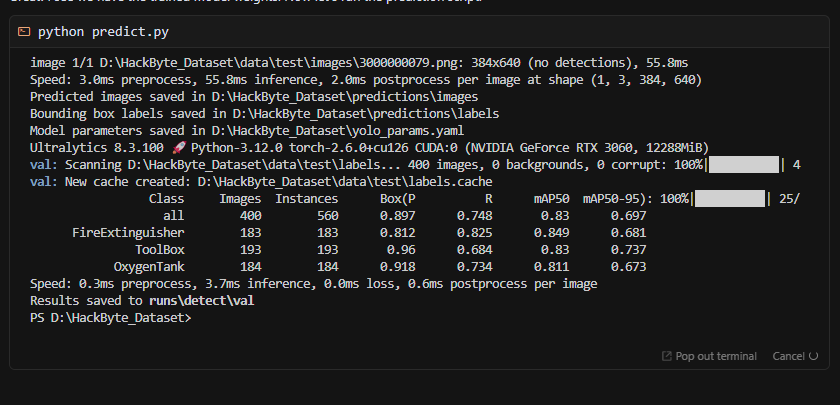 python predict.py
image 1/1 D:\HackByte_Dataset\data\test\images\3000000079.png: 384x640 (no detections), 55.8ms
Speed: 3.0ms preprocess, 55.8ms inference, 2.0ms postprocess per image at shape (1, 3, 384, 640)
Predicted images saved in D:\HackByte_Dataset\predictions\images
Bounding box labels saved in D:\HackByte_Dataset\predictions\labels
Model parameters saved in D:\HackByte_Dataset\yolo_params.yaml
Ultralytics 8.3.100 🚀 Python-3.12.0 torch-2.6.0+cu126 CUDA:0 (NVIDIA GeForce RTX 3060, 12288MiB)
val: Scanning D:\HackByte_Dataset\data\test\labels... 400 images, 0 backgrounds, 0 corrupt: 100%|██████████| 4
val: New cache created: D:\HackByte_Dataset\data\test\labels.cache
Class Images Instances Box(P R mAP50 mAP50-95): 100%|██████████| 25/
all 400 560 0.897 0.748 0.83 0.697
FireExtinguisher 183 183 0.812 0.825 0.849 0.681
ToolBox 193 193 0.96 0.684 0.83 0.737
OxygenTank 184 184 0.918 0.734 0.811 0.673
Speed: 0.3ms preprocess, 3.7ms inference, 0.0ms loss, 0.6ms postprocess per image
Results saved to runs\detect\val
PS D:\HackByte_Dataset>
Pop out terminal Cancel